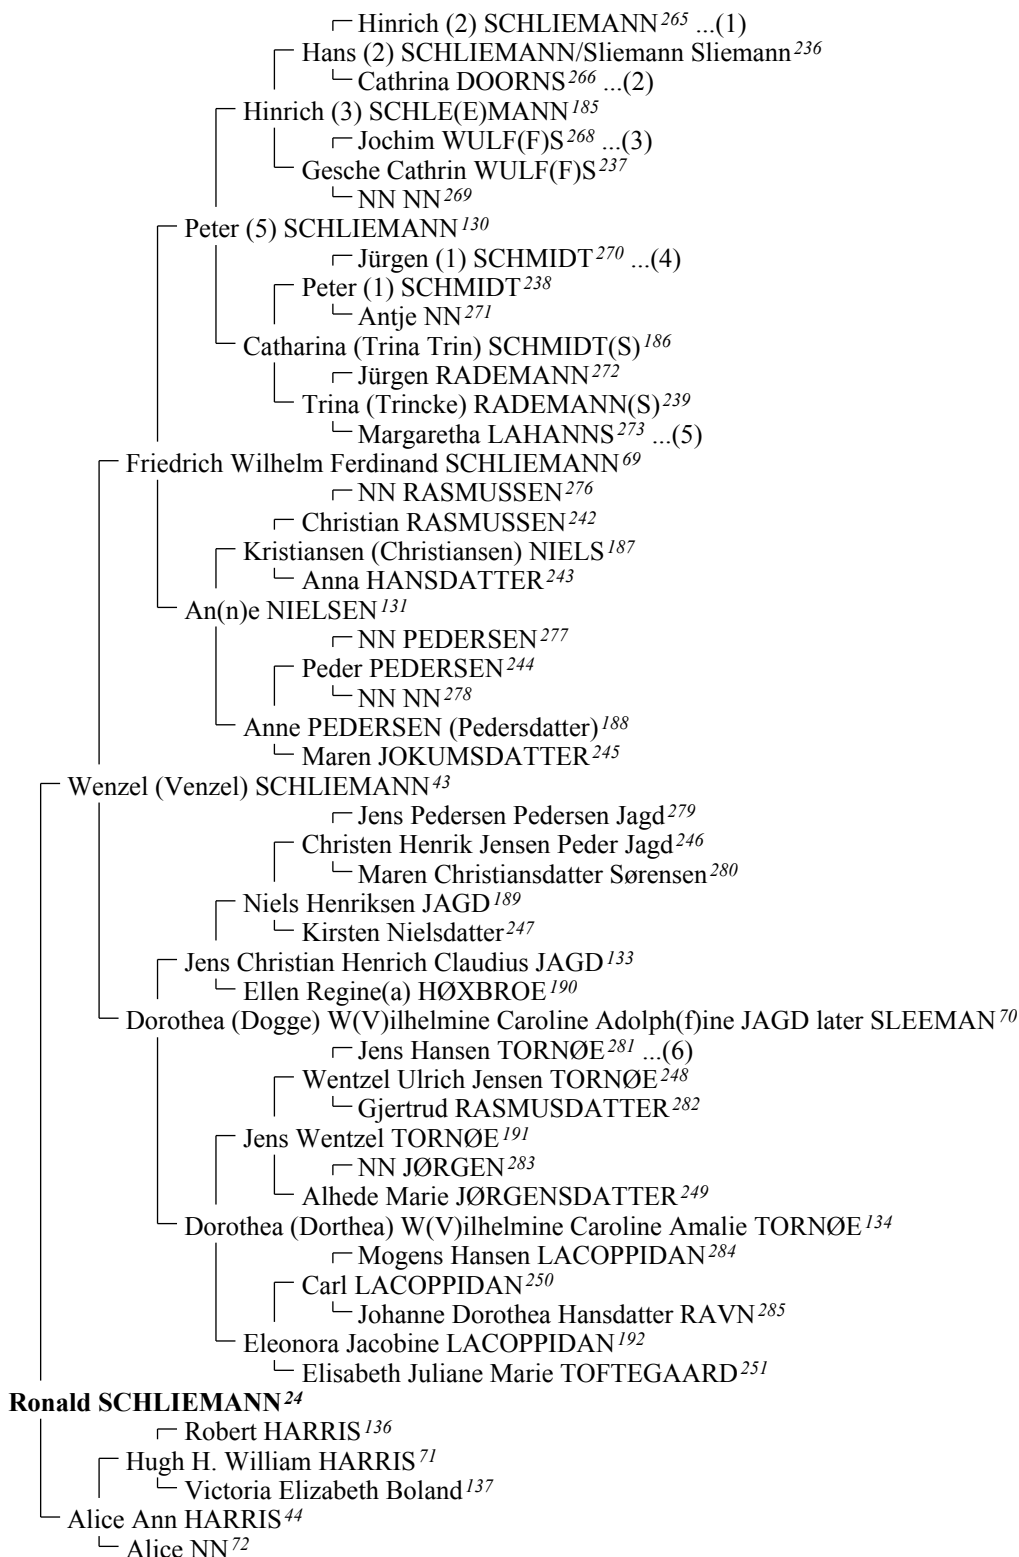 Hinrich (2) SCHLIEMANN265 ...(1)
Hans (2) SCHLIEMANN/Sliemann Sliemann236
Cathrina DOORNS266 ...(2)
Hinrich (3) SCHLE(E)MANN185
Jochim WULF(F)S268 ...(3)
Gesche Cathrin WULF(F)S237
NN NN269
Peter (5) SCHLIEMANN130
Jürgen (1) SCHMIDT270 ...(4)
Peter (1) SCHMIDT238
Antje NN271
Catharina (Trina Trin) SCHMIDT(S)186
Jürgen RADEMANN272
Trina (Trincke) RADEMANN(S)239
Margaretha LAHANNS273 ...(5)
Friedrich Wilhelm Ferdinand SCHLIEMANN69
NN RASMUSSEN276
Christian RASMUSSEN242
Kristiansen (Christiansen) NIELS187
Anna HANSDATTER243
An(n)e NIELSEN131
NN PEDERSEN277
Peder PEDERSEN244
NN NN278
Anne PEDERSEN (Pedersdatter)188
Maren JOKUMSDATTER245
Wenzel (Venzel) SCHLIEMANN43
Jens Pedersen Pedersen Jagd279
Christen Henrik Jensen Peder Jagd246
Maren Christiansdatter Sørensen280
Niels Henriksen JAGD189
Kirsten Nielsdatter247
Jens Christian Henrich Claudius JAGD133
Ellen Regine(a) HØXBROE190
Dorothea (Dogge) W(V)ilhelmine Caroline Adolph(f)ine JAGD later SLEEMAN70
Jens Hansen TORNØE281 ...(6)
Wentzel Ulrich Jensen TORNØE248
Gjertrud RASMUSDATTER282
Jens Wentzel TORNØE191
NN JØRGEN283
Alhede Marie JØRGENSDATTER249
Dorothea (Dorthea) W(V)ilhelmine Caroline Amalie TORNØE134
Mogens Hansen LACOPPIDAN284
Carl LACOPPIDAN250
Johanne Dorothea Hansdatter RAVN285
Eleonora Jacobine LACOPPIDAN192
Elisabeth Juliane Marie TOFTEGAARD251
Ronald SCHLIEMANN24
Robert HARRIS136
Hugh H. William HARRIS71
Victoria Elizabeth Boland137
Alice Ann HARRIS44
Alice NN72